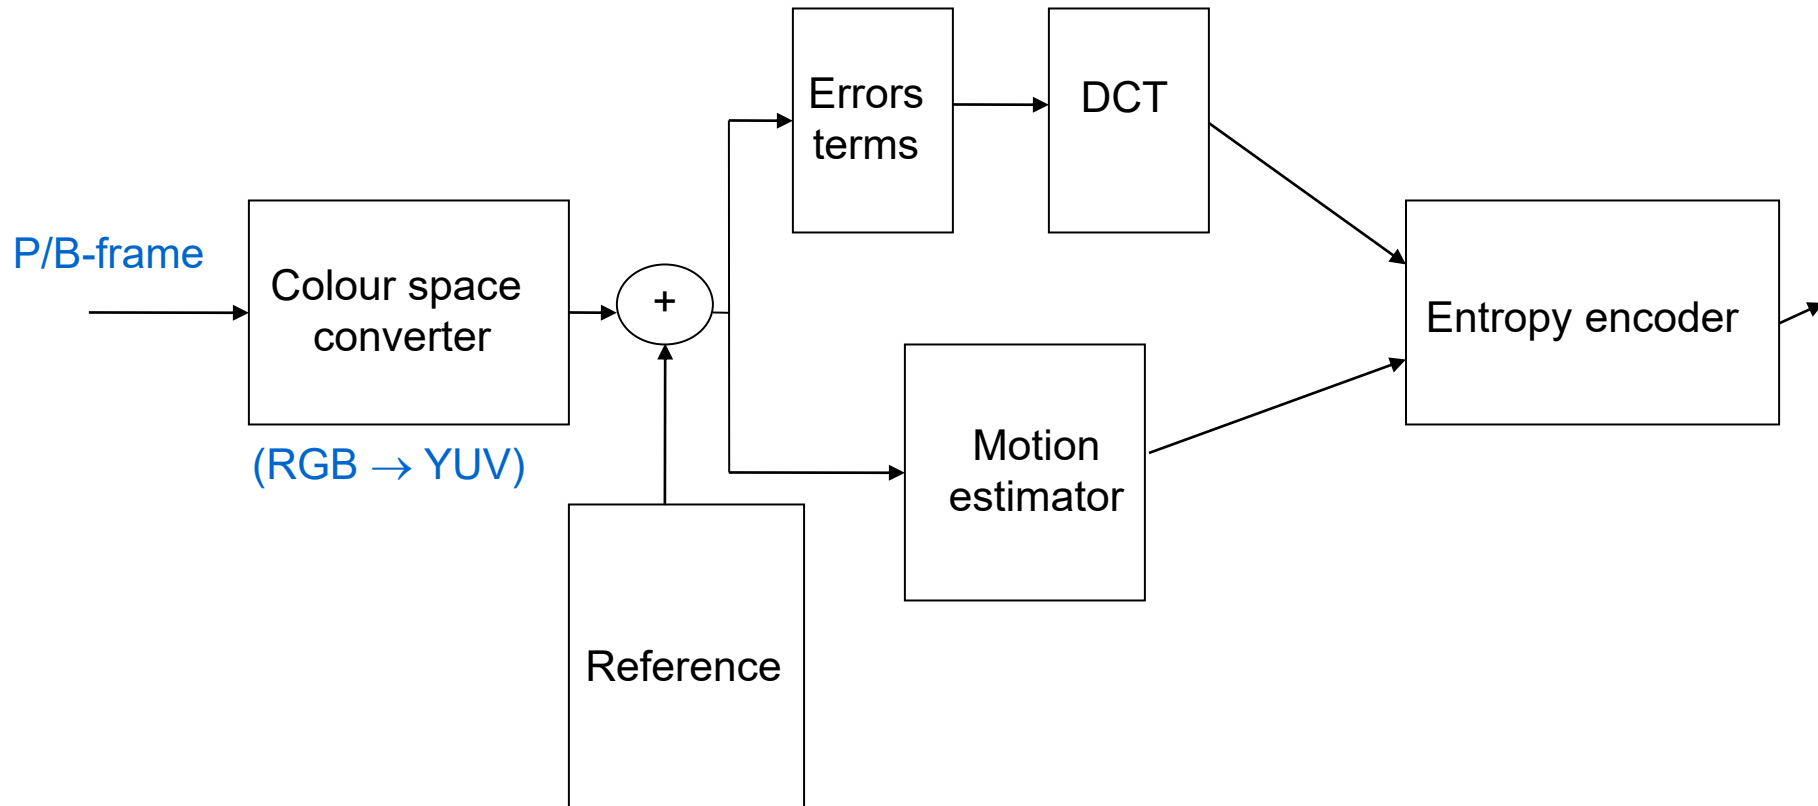 P/B-frame
Colour space
converter
(RGB → YUV)
+
Reference
Errors
terms
DCT
Motion
estimator
Entropy encoder